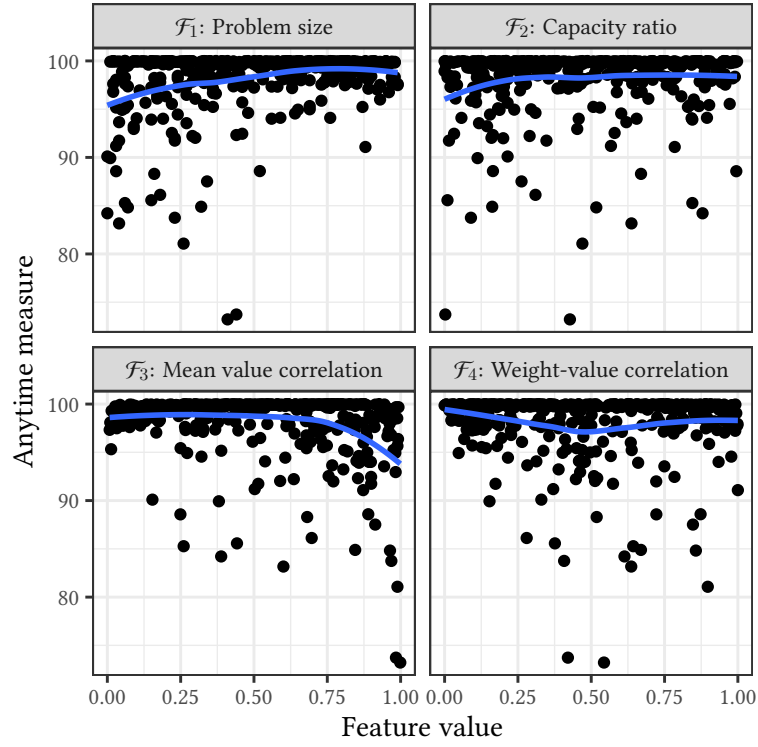 ℱ₁: Problem size
ℱ₂: Capacity ratio
100
90
80
ℱ₃: Mean value correlation
ℱ₄: Weight-value correlation
100
90
80
0.00 0.25 0.50 0.75 1.00 0.00 0.25 0.50 0.75 1.00
Feature value
Anytime measure